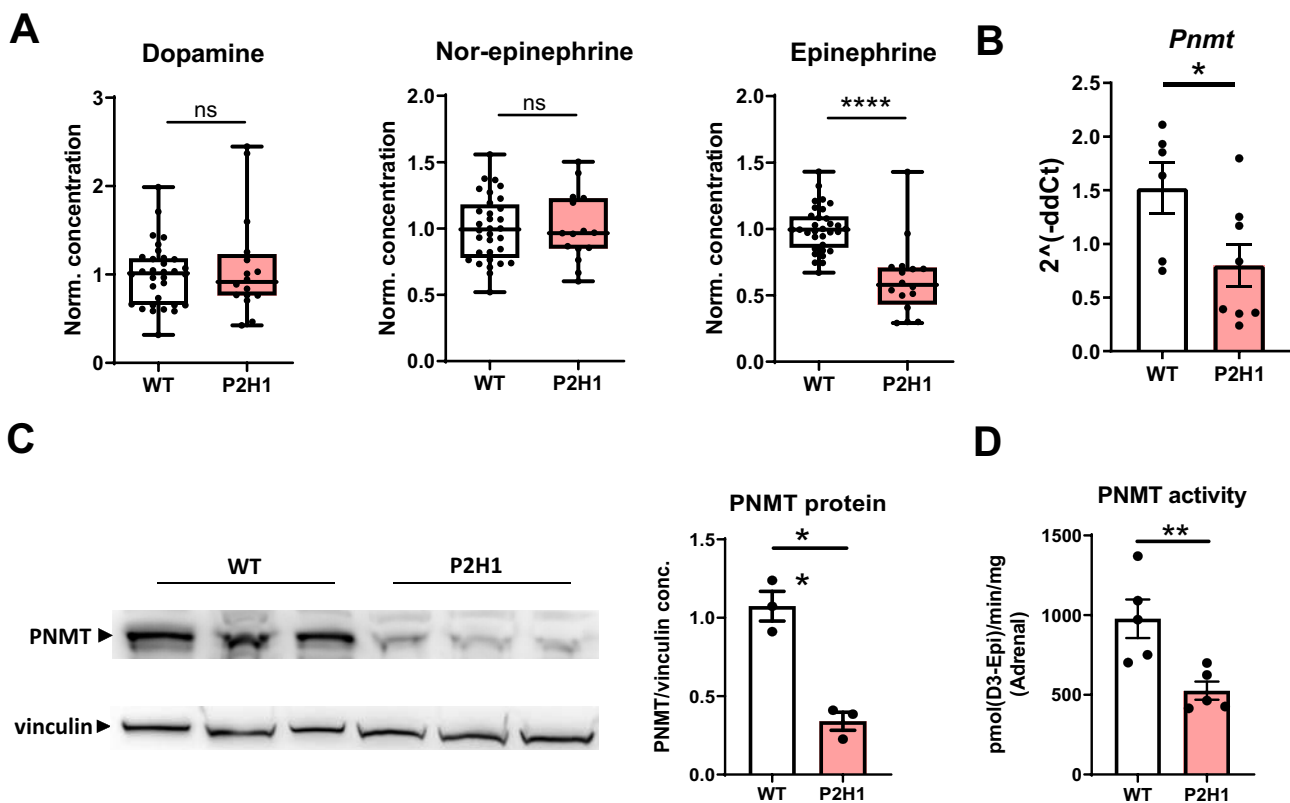 A
Dopamine
Norm. concentration
3
2
1
0
ns
WT
P2H1
Nor-epinephrine
Norm. concentration
2.0
1.5
1.0
0.5
0.0
ns
WT
P2H1
Epinephrine
Norm. concentration
2.0
1.5
1.0
0.5
0.0
****
WT
P2H1
B
Pnmt
2^(-ddCt)
2.5
2.0
1.5
1.0
0.5
0.0
*
WT
P2H1
C
WT
P2H1
PNMT
vinculin
PNMT protein
PNMT/vinculin conc.
1.5
1.0
0.5
0.0
*
*
WT
P2H1
D
PNMT activity
pmol(D3-Epi)/min/mg
(Adrenal)
1500
1000
500
0
**
WT
P2H1